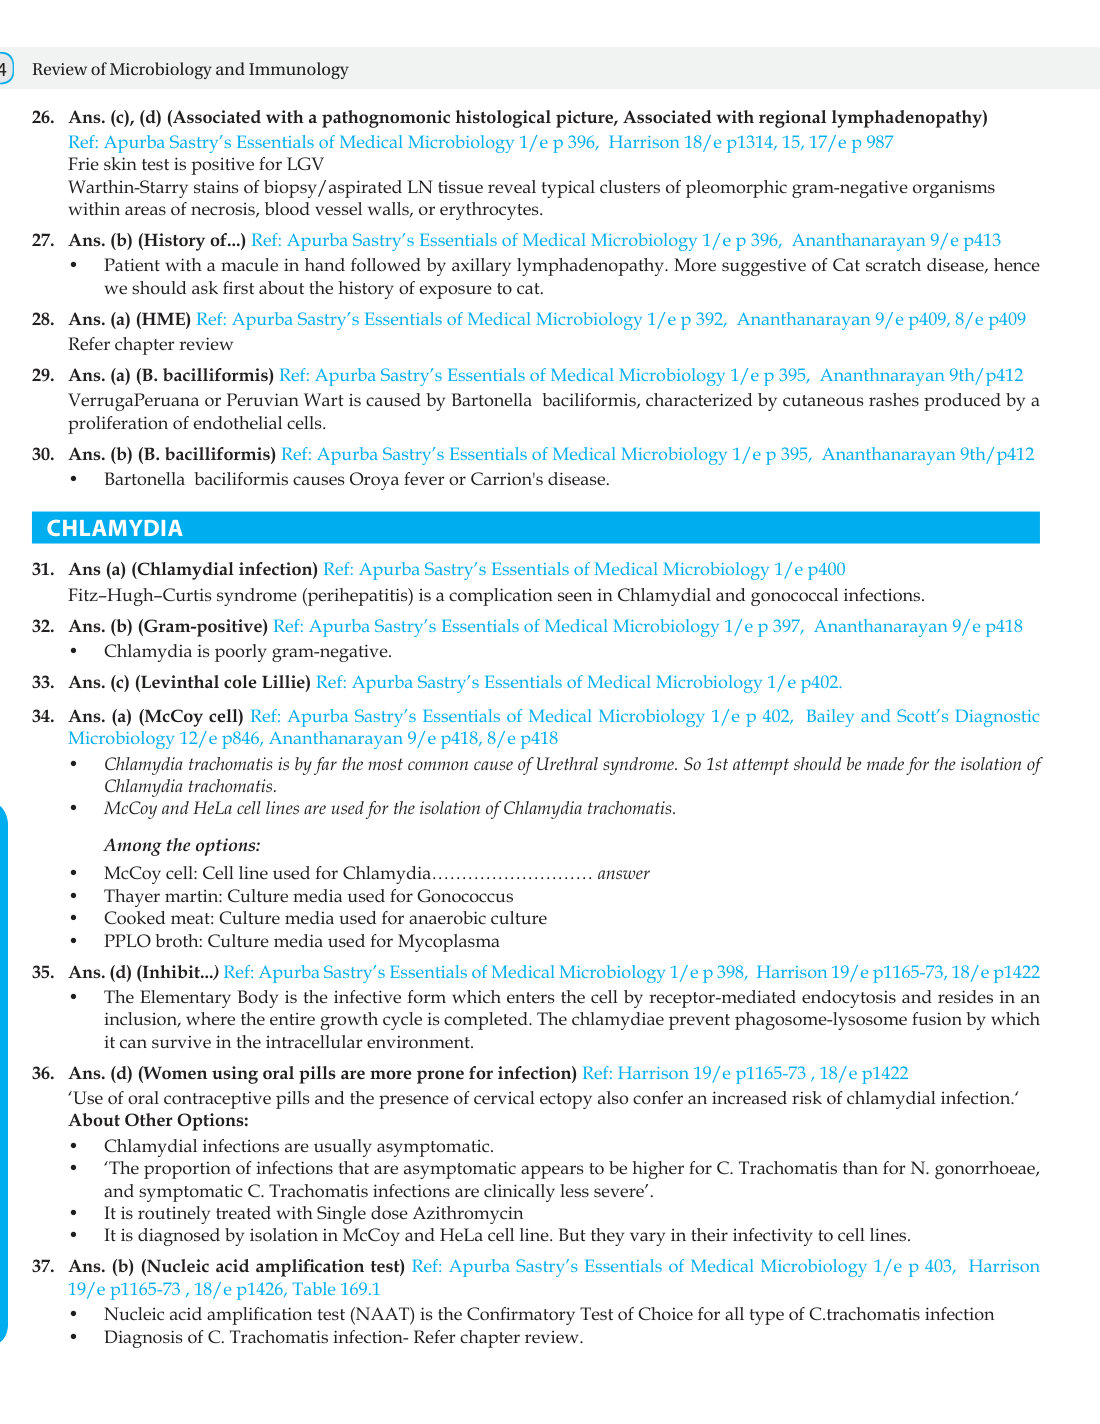 4 Review of Microbiology and Immunology
26. Ans. (c), (d) (Associated with a pathognomonic histological picture, Associated with regional lymphadenopathy)
Ref: Apurba Sastry’s Essentials of Medical Microbiology 1/e p 396, Harrison 18/e p1314, 15, 17/e p 987
Frie skin test is positive for LGV
Warthin-Starry stains of biopsy/aspirated LN tissue reveal typical clusters of pleomorphic gram-negative organisms
within areas of necrosis, blood vessel walls, or erythrocytes.
27. Ans. (b) (History of...) Ref: Apurba Sastry’s Essentials of Medical Microbiology 1/e p 396, Ananthanarayan 9/e p413
• Patient with a macule in hand followed by axillary lymphadenopathy. More suggestive of Cat scratch disease, hence
we should ask first about the history of exposure to cat.
28. Ans. (a) (HME) Ref: Apurba Sastry’s Essentials of Medical Microbiology 1/e p 392, Ananthanarayan 9/e p409, 8/e p409
Refer chapter review
29. Ans. (a) (B. bacilliformis) Ref: Apurba Sastry’s Essentials of Medical Microbiology 1/e p 395, Ananthnarayan 9th/p412
VerrugaPeruana or Peruvian Wart is caused by Bartonella baciliformis, characterized by cutaneous rashes produced by a
proliferation of endothelial cells.
30. Ans. (b) (B. bacilliformis) Ref: Apurba Sastry’s Essentials of Medical Microbiology 1/e p 395, Ananthanarayan 9th/p412
• Bartonella baciliformis causes Oroya fever or Carrion's disease.
CHLAMYDIA
31. Ans (a) (Chlamydial infection) Ref: Apurba Sastry’s Essentials of Medical Microbiology 1/e p400
Fitz–Hugh–Curtis syndrome (perihepatitis) is a complication seen in Chlamydial and gonococcal infections.
32. Ans. (b) (Gram-positive) Ref: Apurba Sastry’s Essentials of Medical Microbiology 1/e p 397, Ananthanarayan 9/e p418
• Chlamydia is poorly gram-negative.
33. Ans. (c) (Levinthal cole Lillie) Ref: Apurba Sastry’s Essentials of Medical Microbiology 1/e p402.
34. Ans. (a) (McCoy cell) Ref: Apurba Sastry’s Essentials of Medical Microbiology 1/e p 402, Bailey and Scott’s Diagnostic
Microbiology 12/e p846, Ananthanarayan 9/e p418, 8/e p418
• Chlamydia trachomatis is by far the most common cause of Urethral syndrome. So 1st attempt should be made for the isolation of
Chlamydia trachomatis.
• McCoy and HeLa cell lines are used for the isolation of Chlamydia trachomatis.
Among the options:
• McCoy cell: Cell line used for Chlamydia……………………… answer
• Thayer martin: Culture media used for Gonococcus
• Cooked meat: Culture media used for anaerobic culture
• PPLO broth: Culture media used for Mycoplasma
35. Ans. (d) (Inhibit...) Ref: Apurba Sastry’s Essentials of Medical Microbiology 1/e p 398, Harrison 19/e p1165-73, 18/e p1422
• The Elementary Body is the infective form which enters the cell by receptor-mediated endocytosis and resides in an
inclusion, where the entire growth cycle is completed. The chlamydiae prevent phagosome-lysosome fusion by which
it can survive in the intracellular environment.
36. Ans. (d) (Women using oral pills are more prone for infection) Ref: Harrison 19/e p1165-73 , 18/e p1422
‘Use of oral contraceptive pills and the presence of cervical ectopy also confer an increased risk of chlamydial infection.‘
About Other Options:
• Chlamydial infections are usually asymptomatic.
• ‘The proportion of infections that are asymptomatic appears to be higher for C. Trachomatis than for N. gonorrhoeae,
and symptomatic C. Trachomatis infections are clinically less severe’.
• It is routinely treated with Single dose Azithromycin
• It is diagnosed by isolation in McCoy and HeLa cell line. But they vary in their infectivity to cell lines.
37. Ans. (b) (Nucleic acid amplification test) Ref: Apurba Sastry’s Essentials of Medical Microbiology 1/e p 403, Harrison
19/e p1165-73 , 18/e p1426, Table 169.1
• Nucleic acid amplification test (NAAT) is the Confirmatory Test of Choice for all type of C.trachomatis infection
• Diagnosis of C. Trachomatis infection- Refer chapter review.